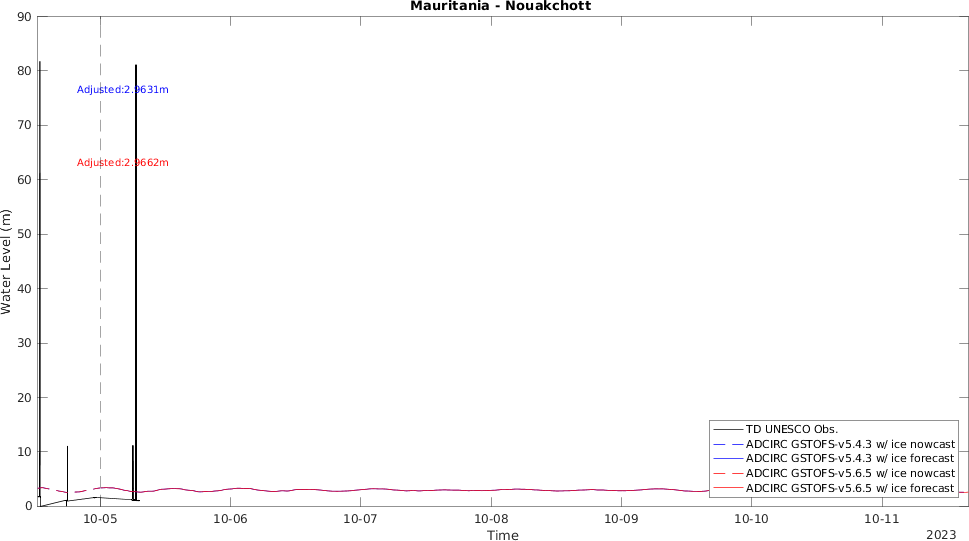 Mauritania - Nouakchott
90
80
70
60
50
40
30
20
10
0
Water Level (m)
Adjusted:2.9631m
Adjusted:2.9662m
TD UNESCO Obs.
ADCIRC GSTOFS-v5.4.3 w/ ice nowcast
ADCIRC GSTOFS-v5.4.3 w/ ice forecast
ADCIRC GSTOFS-v5.6.5 w/ ice nowcast
ADCIRC GSTOFS-v5.6.5 w/ ice forecast
10-05 10-06 10-07 10-08 10-09 10-10 10-11
Time
2023